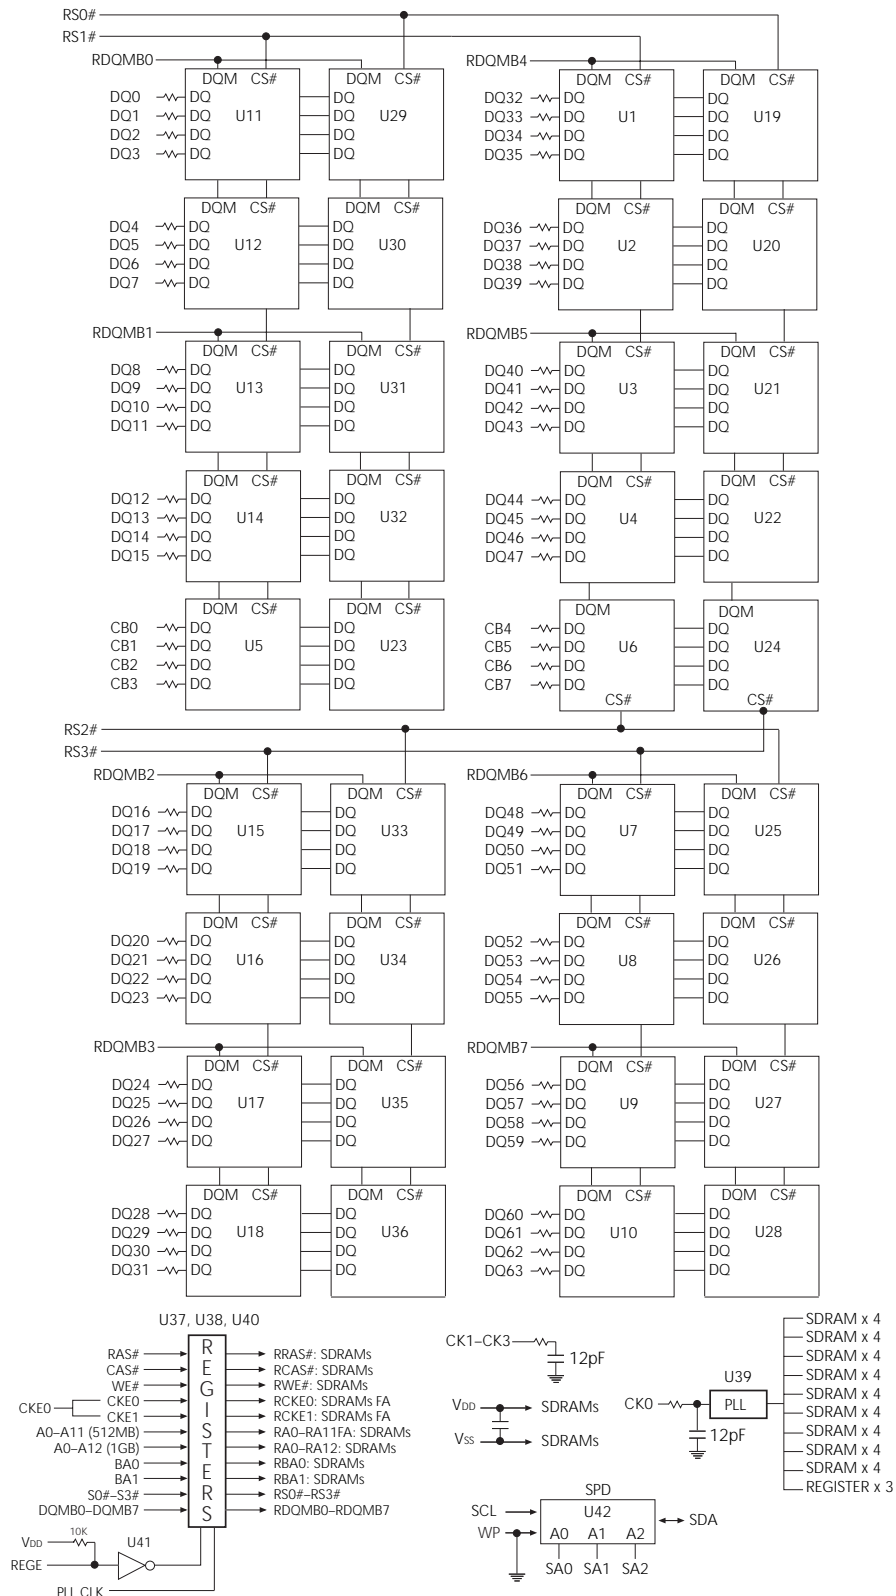 RS0#
RS1#
RDQMB0
RDQMB4
DQM CS#
DQM CS#
DQM CS#
DQM CS#
DQ0 DQ DQ
DQ1 DQ U11 DQ U29
DQ2 DQ DQ
DQ3 DQ DQ
DQ32 DQ DQ
DQ33 DQ U1 DQ U19
DQ34 DQ DQ
DQ35 DQ DQ
DQM CS#
DQM CS#
DQM CS#
DQM CS#
DQ4 DQ DQ
DQ5 DQ U12 DQ U30
DQ6 DQ DQ
DQ7 DQ DQ
DQ36 DQ DQ
DQ37 DQ U2 DQ U20
DQ38 DQ DQ
DQ39 DQ DQ
RDQMB1
RDQMB5
DQM CS#
DQM CS#
DQM CS#
DQM CS#
DQ8 DQ DQ
DQ9 DQ U13 DQ U31
DQ10 DQ DQ
DQ11 DQ DQ
DQ40 DQ DQ
DQ41 DQ U3 DQ U21
DQ42 DQ DQ
DQ43 DQ DQ
DQM CS#
DQM CS#
DQM CS#
DQM CS#
DQ12 DQ DQ
DQ13 DQ U14 DQ U32
DQ14 DQ DQ
DQ15 DQ DQ
DQ44 DQ DQ
DQ45 DQ U4 DQ U22
DQ46 DQ DQ
DQ47 DQ DQ
DQM CS#
DQM CS#
DQM
DQM
CB0 DQ DQ
CB1 DQ U5 DQ U23
CB2 DQ DQ
CB3 DQ DQ
CB4 DQ DQ
CB5 DQ U6 DQ U24
CB6 DQ DQ
CB7 DQ DQ
CS#
CS#
RS2#
RS3#
RDQMB2
RDQMB6
DQM CS#
DQM CS#
DQM CS#
DQM CS#
DQ16 DQ DQ
DQ17 DQ U15 DQ U33
DQ18 DQ DQ
DQ19 DQ DQ
DQ48 DQ DQ
DQ49 DQ U7 DQ U25
DQ50 DQ DQ
DQ51 DQ DQ
DQM CS#
DQM CS#
DQM CS#
DQM CS#
DQ20 DQ DQ
DQ21 DQ U16 DQ U34
DQ22 DQ DQ
DQ23 DQ DQ
DQ52 DQ DQ
DQ53 DQ U8 DQ U26
DQ54 DQ DQ
DQ55 DQ DQ
RDQMB3
RDQMB7
DQM CS#
DQM CS#
DQM CS#
DQM CS#
DQ24 DQ DQ
DQ25 DQ U17 DQ U35
DQ26 DQ DQ
DQ27 DQ DQ
DQ56 DQ DQ
DQ57 DQ U9 DQ U27
DQ58 DQ DQ
DQ59 DQ DQ
DQM CS#
DQM CS#
DQM CS#
DQM CS#
DQ28 DQ DQ
DQ29 DQ U18 DQ U36
DQ30 DQ DQ
DQ31 DQ DQ
DQ60 DQ DQ
DQ61 DQ U10 DQ U28
DQ62 DQ DQ
DQ63 DQ DQ
U37, U38, U40
REGISTERS
RAS# RRAS#: SDRAMs
CAS# RCAS#: SDRAMs
WE# RWE#: SDRAMs
CKE0 CKE0 RCKE0: SDRAMs FA
CKE1 RCKE1: SDRAMs FA
A0–A11 (512MB) RA0–RA11FA: SDRAMs
A0–A12 (1GB) RA0–RA12: SDRAMs
BA0 RBA0: SDRAMs
BA1 RBA1: SDRAMs
S0#–S3# RS0#–RS3#
DQMB0–DQMB7 RDQMB0–RDQMB7
VDD 10K U41
REGE
PLL CLK
CK1–CK3
12pF
VDD SDRAMs
VSS SDRAMs
CK0
U39
PLL
12pF
SDRAM x 4
SDRAM x 4
SDRAM x 4
SDRAM x 4
SDRAM x 4
SDRAM x 4
SDRAM x 4
SDRAM x 4
SDRAM x 4
REGISTER x 3
SPD
SCL U42
WP A0 A1 A2 SDA
SA0 SA1 SA2